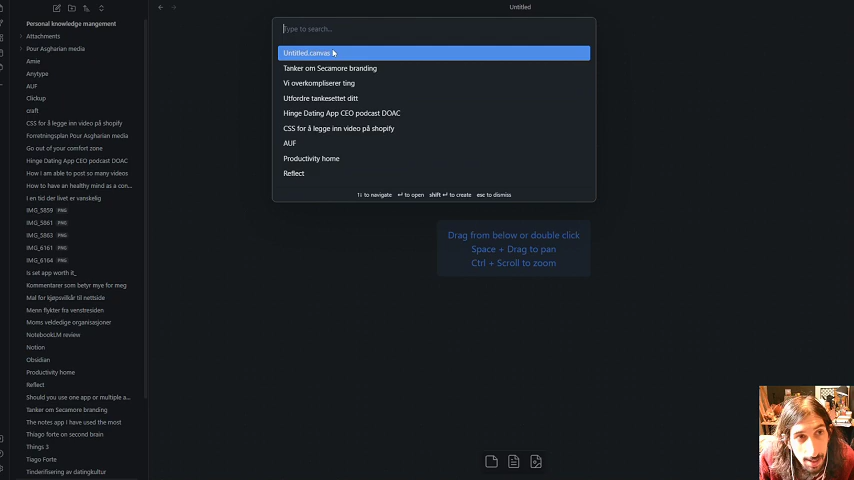 Untitled
Personal knowledge mangement
Attachments
Pour Asgharian media
Amie
Anytype
AUF
Clickup
craft
CSS for å legge inn video på shopify
Forretningsplan Pour Asgharian media
Go out of your comfort zone
Hinge Dating App CEO podcast DOAC
How i am able to post so many videos
How to have an healthy mind as a con...
I en tid der livet er vanskelig
IMG_5859 PNG
IMG_5861 PNG
IMG_5863 PNG
IMG_6161 PNG
IMG_6164 PNG
Is set app worth it_
Kommentarer som betyr mye for meg
Mal for kjøpsvilkår til nettside
Menn flykter fra venstresiden
Moms veldedige organisasjoner
NotebookLM review
Notion
Obsidian
Productivity home
Reflect
Should you use one app or multiple a...
Tanker om Secamore branding
The notes app I have used the most
Thiago forte on second brain
Things 3
Tiago Forte
Tinderifisering av datingkultur
Type to search...
Untitled.canvas
Tanker om Secamore branding
Vi overkompliserer ting
Utfordre tankesettet ditt
Hinge Dating App CEO podcast DOAC
CSS for å legge inn video på shopify
AUF
Productivity home
Reflect
↑↓ to navigate ↵ to open shift ↵ to create esc to dismiss
Drag from below or double click
Space + Drag to pan
Ctrl + Scroll to zoom